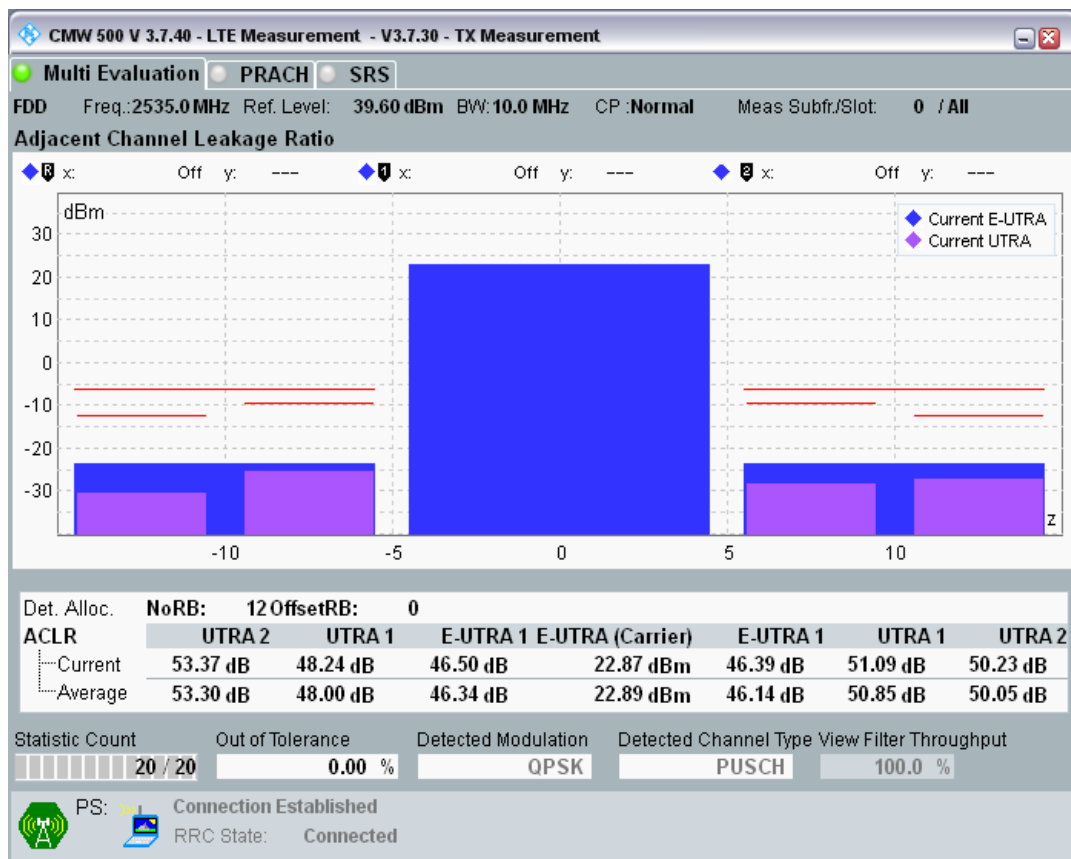 CMW 500 V 3.7.40 - LTE Measurement - V3.7.30 - TX Measurement
Multi Evaluation PRACH SRS
FDD Freq.:2535.0 MHz Ref. Level: 39.60 dBm BW: 10.0 MHz CP :Normal Meas Subfr./Slot: 0 / All
Adjacent Channel Leakage Ratio
R x: Off y: --- 1 x: Off y: --- 2 x: Off y: ---
dBm
Current E-UTRA
Current UTRA
30
20
10
0
-10
-20
-30
z
-10 -5 0 5 10
Det. Alloc. NoRB: 12 OffsetRB: 0
ACLR UTRA 2 UTRA 1 E-UTRA 1 E-UTRA (Carrier) E-UTRA 1 UTRA 1 UTRA 2
Current 53.37 dB 48.24 dB 46.50 dB 22.87 dBm 46.39 dB 51.09 dB 50.23 dB
Average 53.30 dB 48.00 dB 46.34 dB 22.89 dBm 46.14 dB 50.85 dB 50.05 dB
Statistic Count Out of Tolerance Detected Modulation Detected Channel Type View Filter Throughput
20 / 20 0.00 % QPSK PUSCH 100.0 %
PS: Connection Established
RRC State: Connected